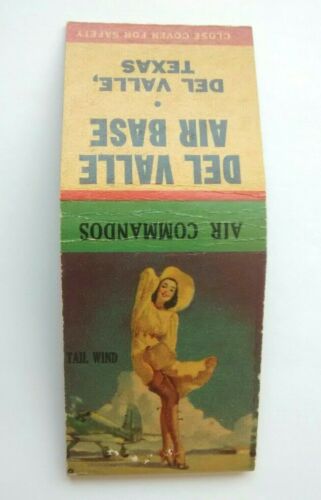 CLOSE COVER FOR SAFETY
DEL VALLE
AIR BASE
•
DEL VALLE,
TEXAS
AIR COMMANDOS
TAIL WIND